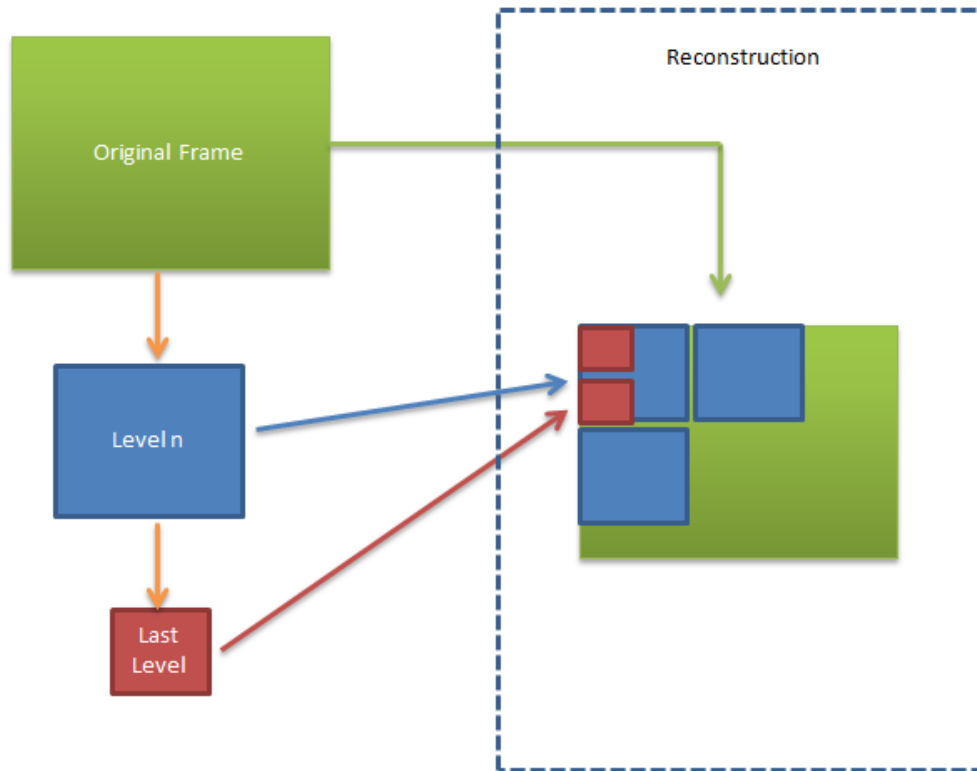 Reconstruction
Original Frame
Level n
Last
Level